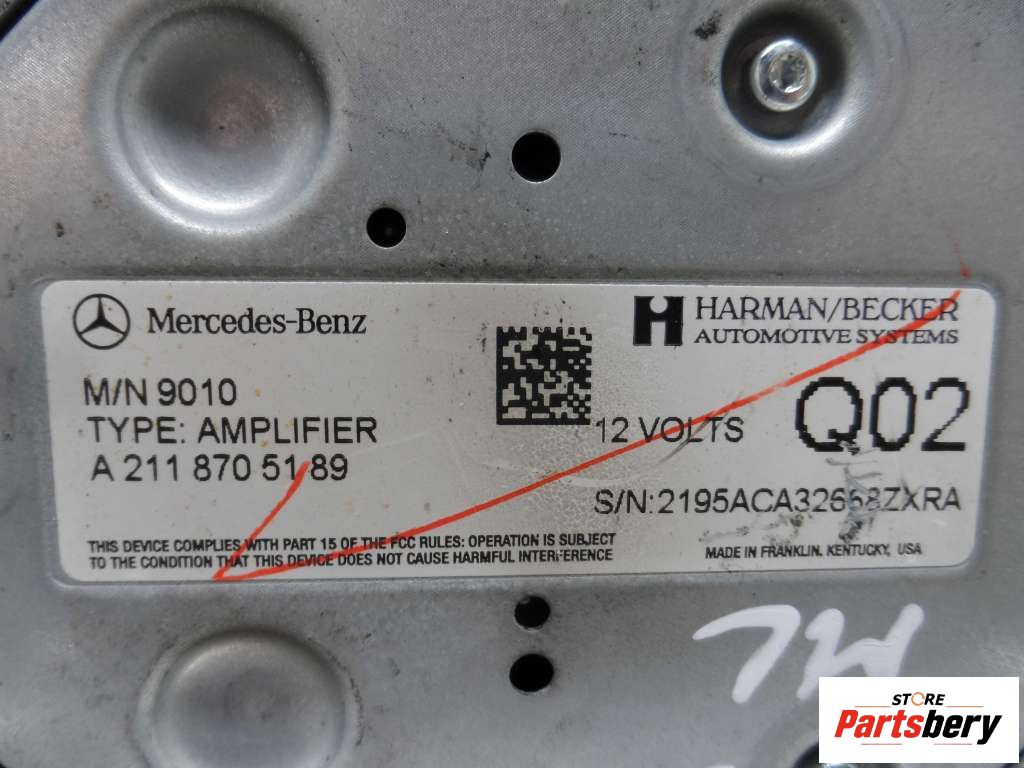 Mercedes-Benz
HARMAN/BECKER
AUTOMOTIVE SYSTEMS
M/N 9010
TYPE: AMPLIFIER
12 VOLTS
Q02
A 211 870 51 89
S/N:2195ACA32668ZXRA
THIS DEVICE COMPLIES WITH PART 15 OF THE FCC RULES: OPERATION IS SUBJECT
TO THE CONDITION THAT THIS DEVICE DOES NOT CAUSE HARMFUL INTERFERENCE
MADE IN FRANKLIN, KENTUCKY, USA
ML
STORE
Partsbery